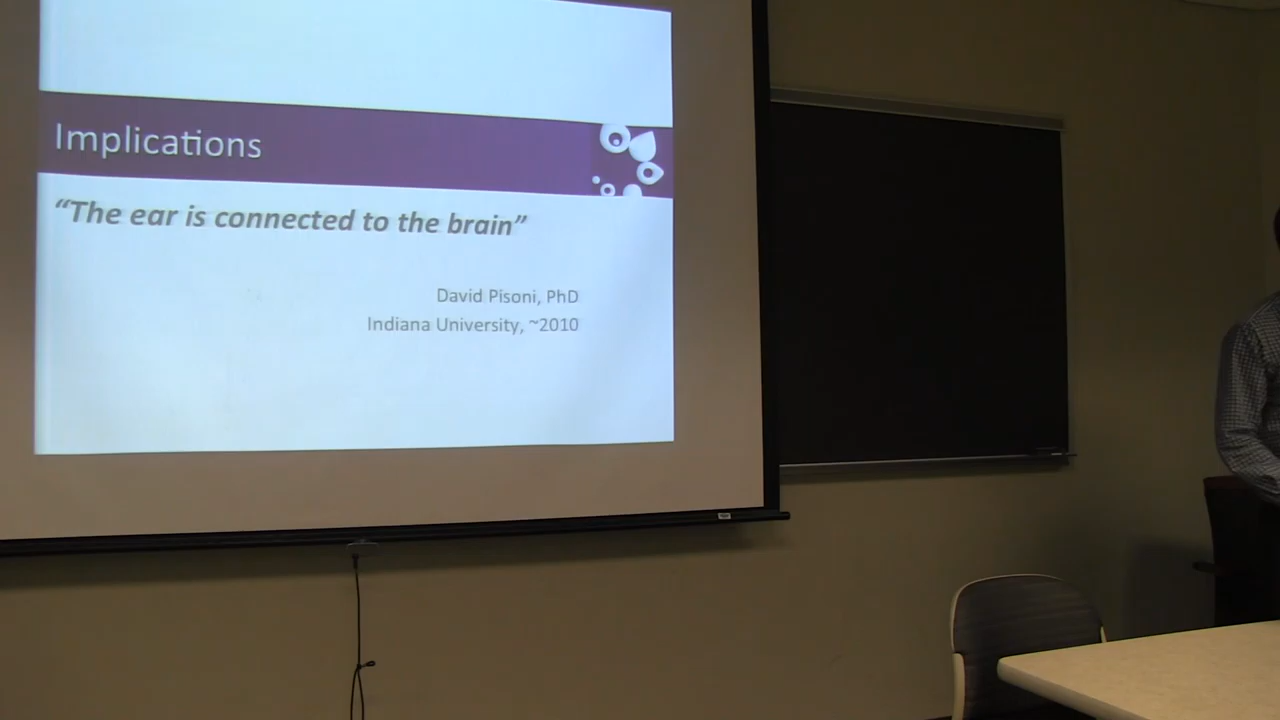 Implications
“The ear is connected to the brain”
David Pisoni, PhD
Indiana University, ~2010